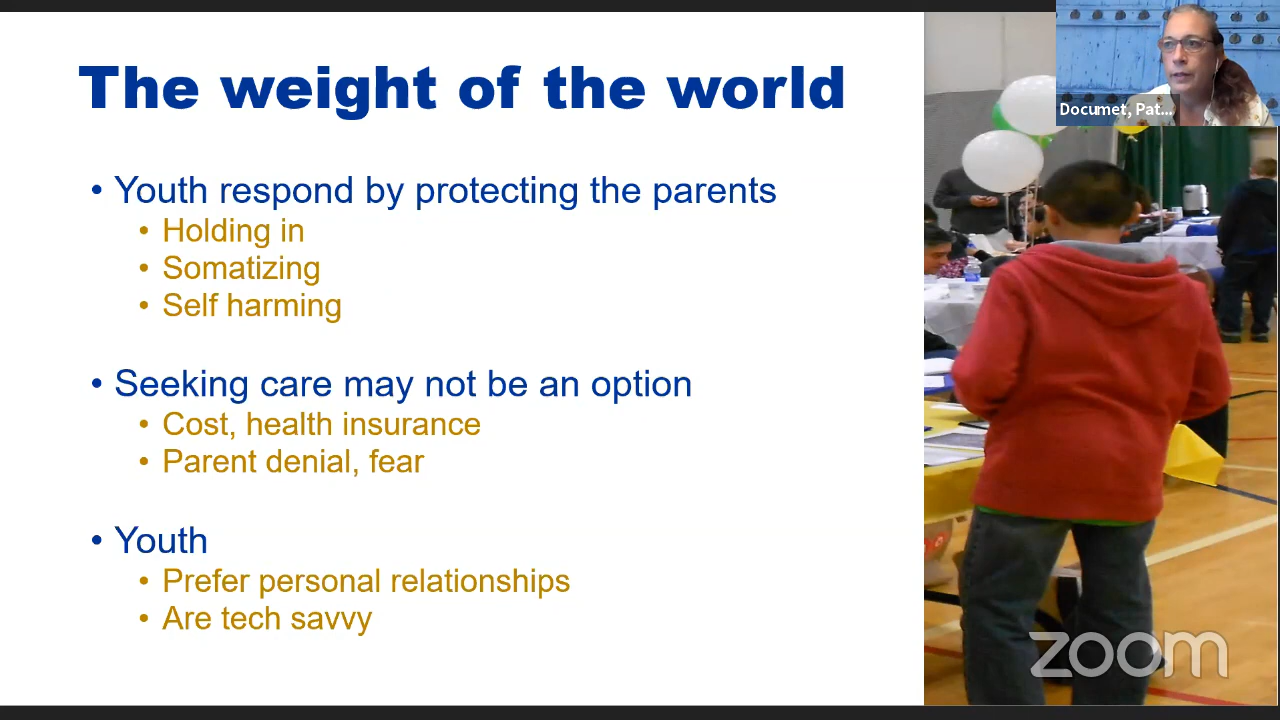 The weight of the world
Documet, Pat...
• Youth respond by protecting the parents
• Holding in
• Somatizing
• Self harming
• Seeking care may not be an option
• Cost, health insurance
• Parent denial, fear
• Youth
• Prefer personal relationships
• Are tech savvy
zoom